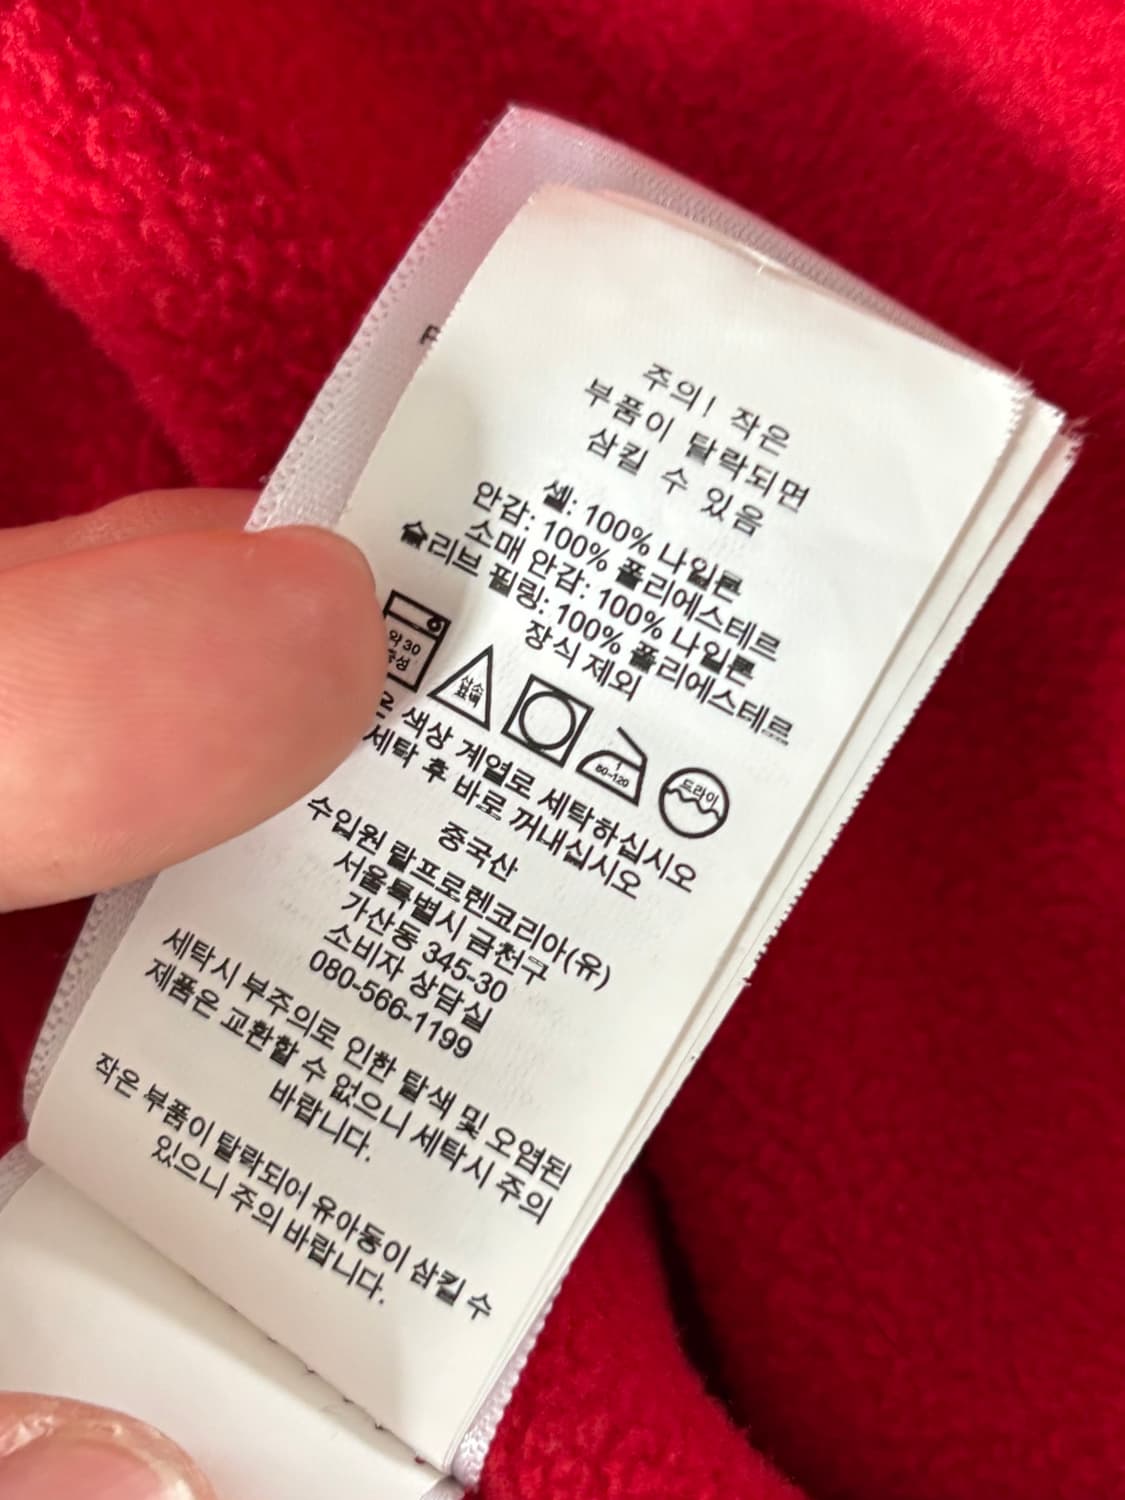 주의! 작은
부품이 탈락되면
삼킬 수 있음
셸: 100% 나일론
안감: 100% 폴리에스테르
소매 안감: 100% 나일론
슬리브 필링: 100% 폴리에스테르
장식 제외
약 30
중성
산소
표백
1
80-120
드라이
색상 계열로 세탁하십시오
세탁 후 바로 꺼내십시오
중국산
수입원 랄프로렌코리아(유)
서울특별시 금천구
가산동 345-30
소비자 상담실
080-566-1199
세탁시 부주의로 인한 탈색 및 오염된
제품은 교환할 수 없으니 세탁시 주의
바랍니다.
작은 부품이 탈락되어 유아동이 삼킬 수
있으니 주의 바랍니다.